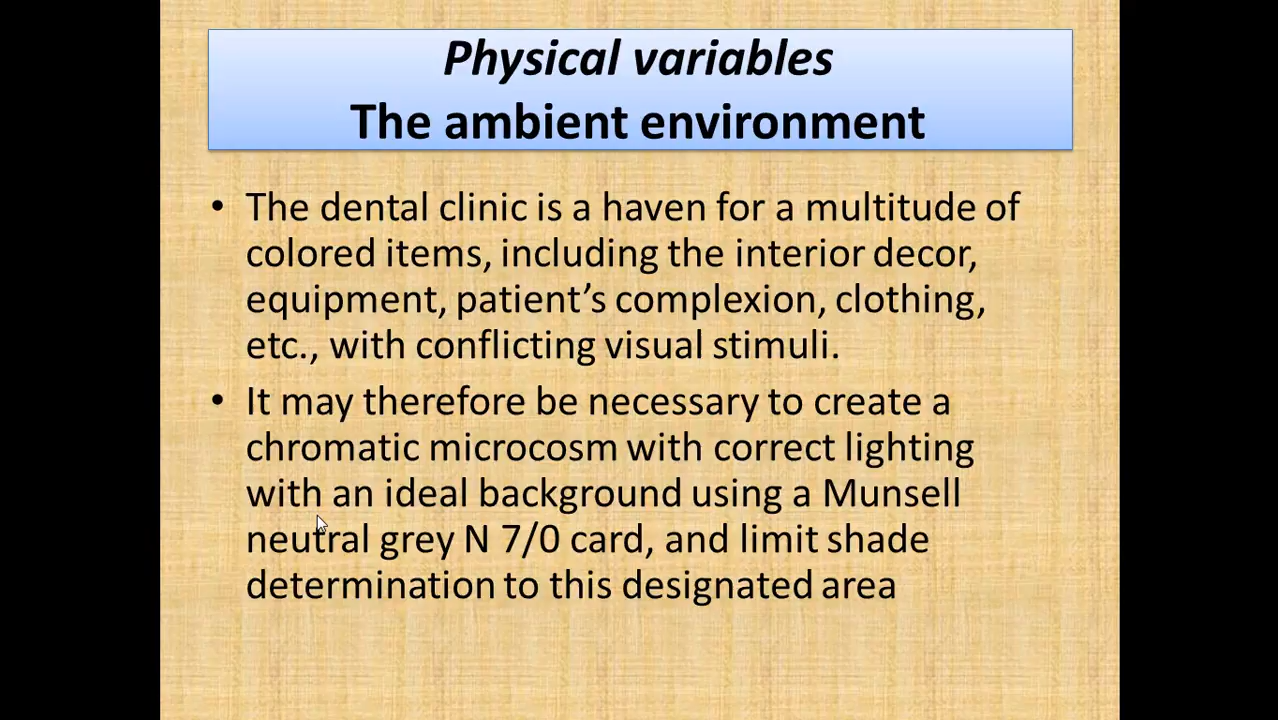 Physical variables
The ambient environment
• The dental clinic is a haven for a multitude of
colored items, including the interior decor,
equipment, patient’s complexion, clothing,
etc., with conflicting visual stimuli.
• It may therefore be necessary to create a
chromatic microcosm with correct lighting
with an ideal background using a Munsell
neutral grey N 7/0 card, and limit shade
determination to this designated area